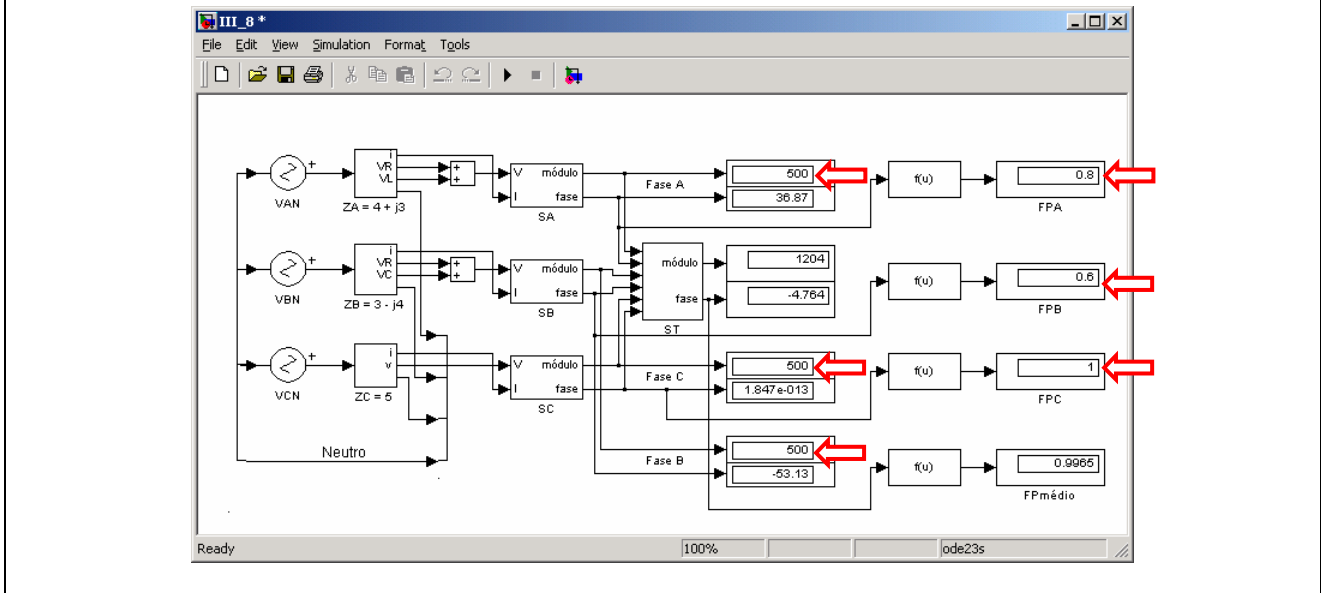 III_8 *
File Edit View Simulation Format Tools
+
VAN
i
VR
VL
ZA = 4 + j3
+
+
V módulo
I fase
SA
Fase A
500
36.87
f(u)
0.8
FPA
+
VBN
i
VR
VC
ZB = 3 - j4
+
+
V módulo
I fase
SB
módulo
fase
ST
1204
-4.764
f(u)
0.6
FPB
+
VCN
i
v
ZC = 5
V módulo
I fase
SC
Fase C
500
1.847e-013
f(u)
1
FPC
Neutro
Fase B
500
-53.13
f(u)
0.9965
FPmédio
Ready 100% ode23s